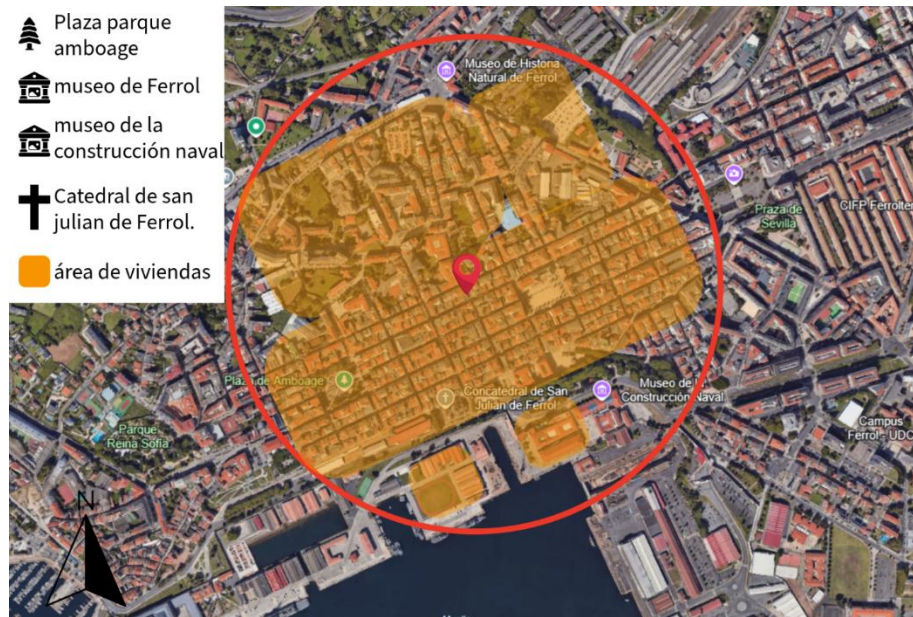 Plaza parque
amboage
museo de Ferrol
museo de la
construcción naval
Catedral de san
julian de Ferrol.
área de viviendas
Museo de Historia
Natural de Ferrol
Praza de
Sevilla
CIFP Ferrolter
Plaza de Amboage
Concatedral de San
Julián de Ferrol
Museo de la
Construcción Naval
Parque
Reina Sofía
Campus
Ferrol - UDC
N